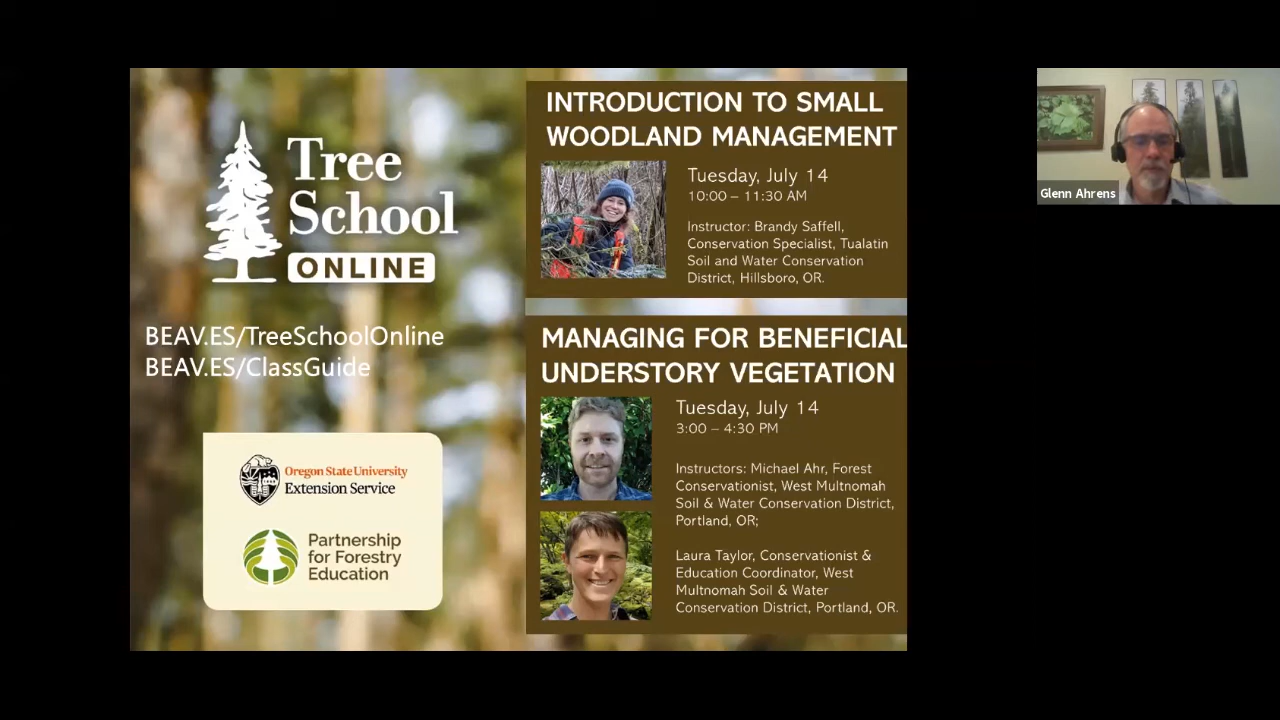 Tree
School
ONLINE
BEAV.ES/TreeSchoolOnline
BEAV.ES/ClassGuide
Oregon State University
Extension Service
Partnership
for Forestry
Education
INTRODUCTION TO SMALL
WOODLAND MANAGEMENT
Tuesday, July 14
10:00 – 11:30 AM
Instructor: Brandy Saffell,
Conservation Specialist, Tualatin
Soil and Water Conservation
District, Hillsboro, OR.
MANAGING FOR BENEFICIAL
UNDERSTORY VEGETATION
Tuesday, July 14
3:00 – 4:30 PM
Instructors: Michael Ahr, Forest
Conservationist, West Multnomah
Soil & Water Conservation District,
Portland, OR;
Laura Taylor, Conservationist &
Education Coordinator, West
Multnomah Soil & Water
Conservation District, Portland, OR.
Glenn Ahrens